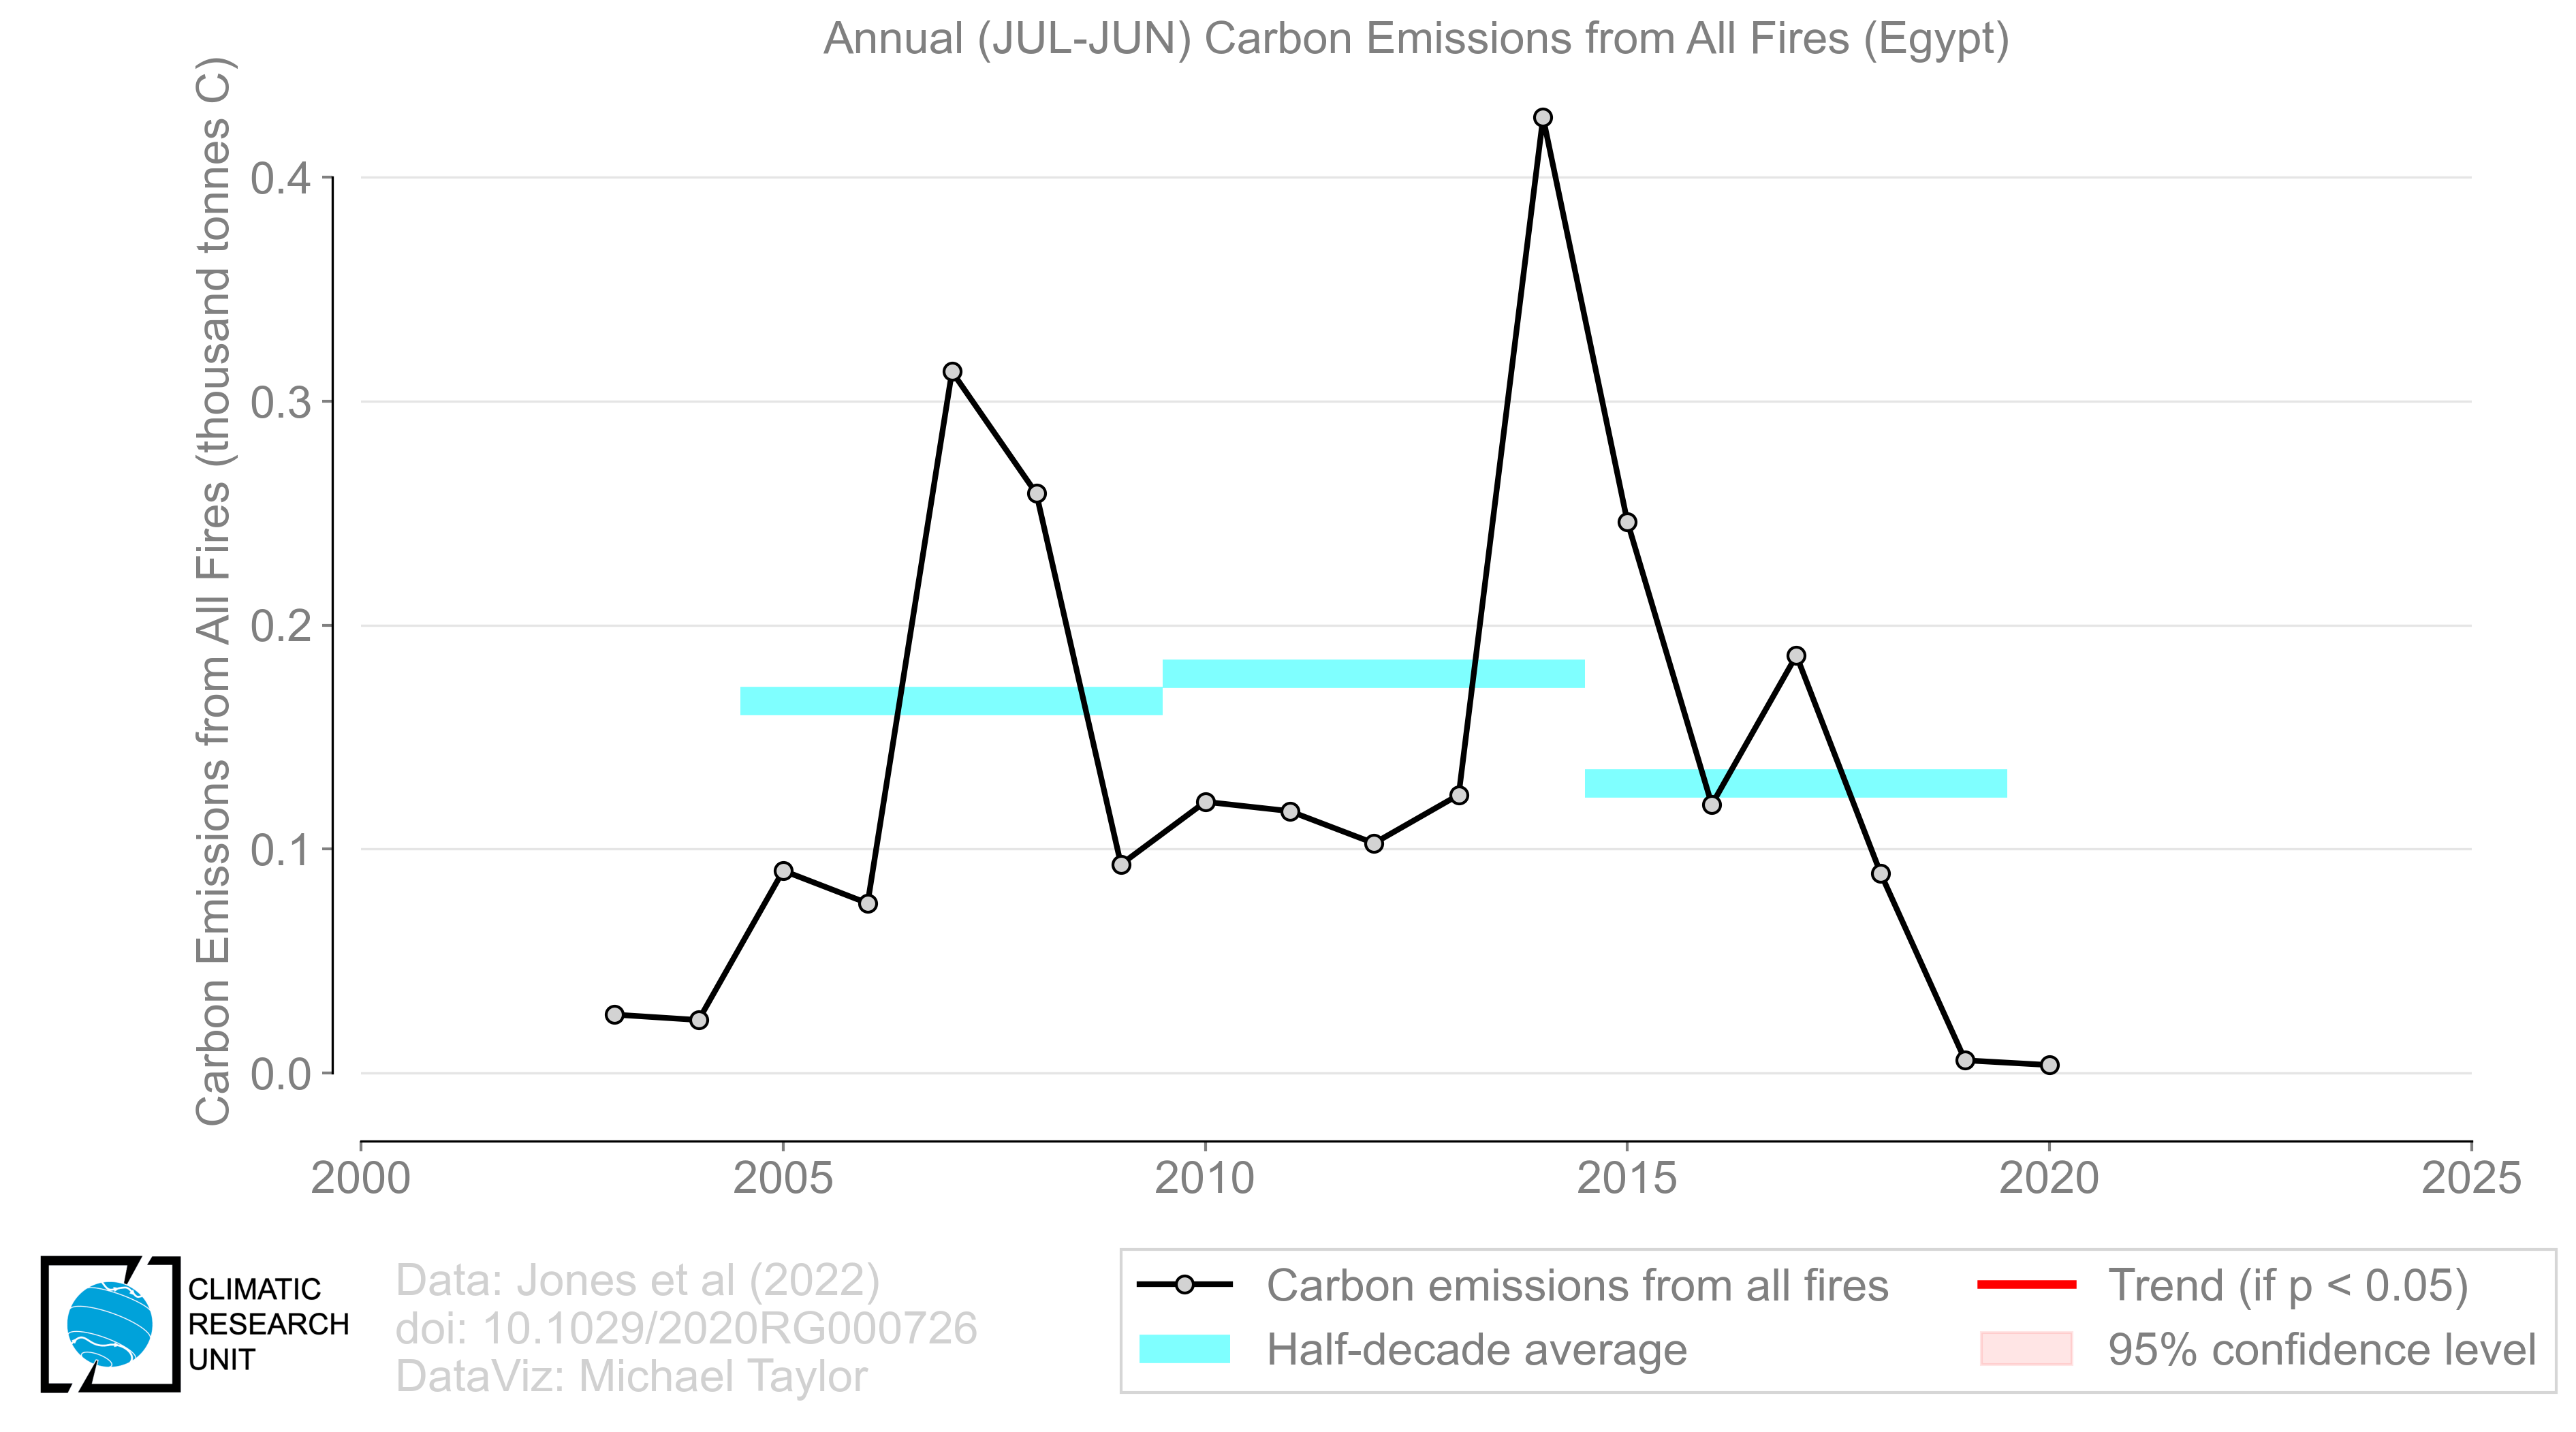 Annual (JUL-JUN) Carbon Emissions from All Fires (Egypt)
Carbon Emissions from All Fires (thousand tonnes C)
0.4
0.3
0.2
0.1
0.0
2000
2005
2010
2015
2020
2025
CLIMATIC
RESEARCH
UNIT
Data: Jones et al (2022)
doi: 10.1029/2020RG000726
DataViz: Michael Taylor
Carbon emissions from all fires
Half-decade average
Trend (if p < 0.05)
95% confidence level